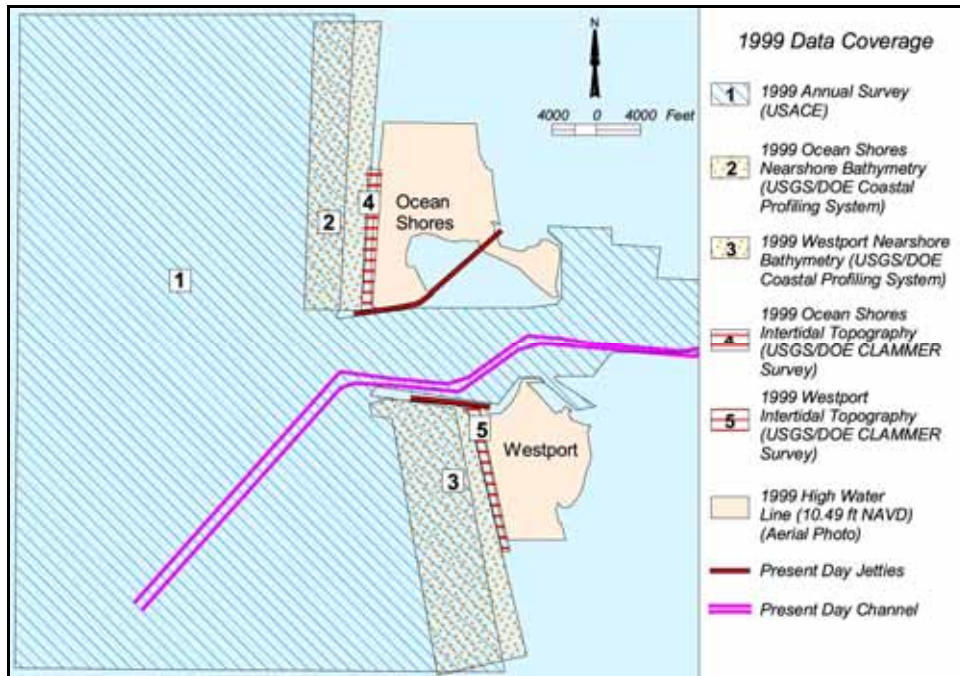 N
4000 0 4000 Feet
Ocean
Shores
2
4
1
5
Westport
3
1999 Data Coverage
1
1999 Annual Survey
(USACE)
2
1999 Ocean Shores
Nearshore Bathymetry
(USGS/DOE Coastal
Profiling System)
3
1999 Westport Nearshore
Bathymetry (USGS/DOE
Coastal Profiling System)
4
1999 Ocean Shores
Intertidal Topography
(USGS/DOE CLAMMER
Survey)
5
1999 Westport
Intertidal Topography
(USGS/DOE CLAMMER
Survey)
1999 High Water
Line (10.49 ft NAVD)
(Aerial Photo)
Present Day Jetties
Present Day Channel